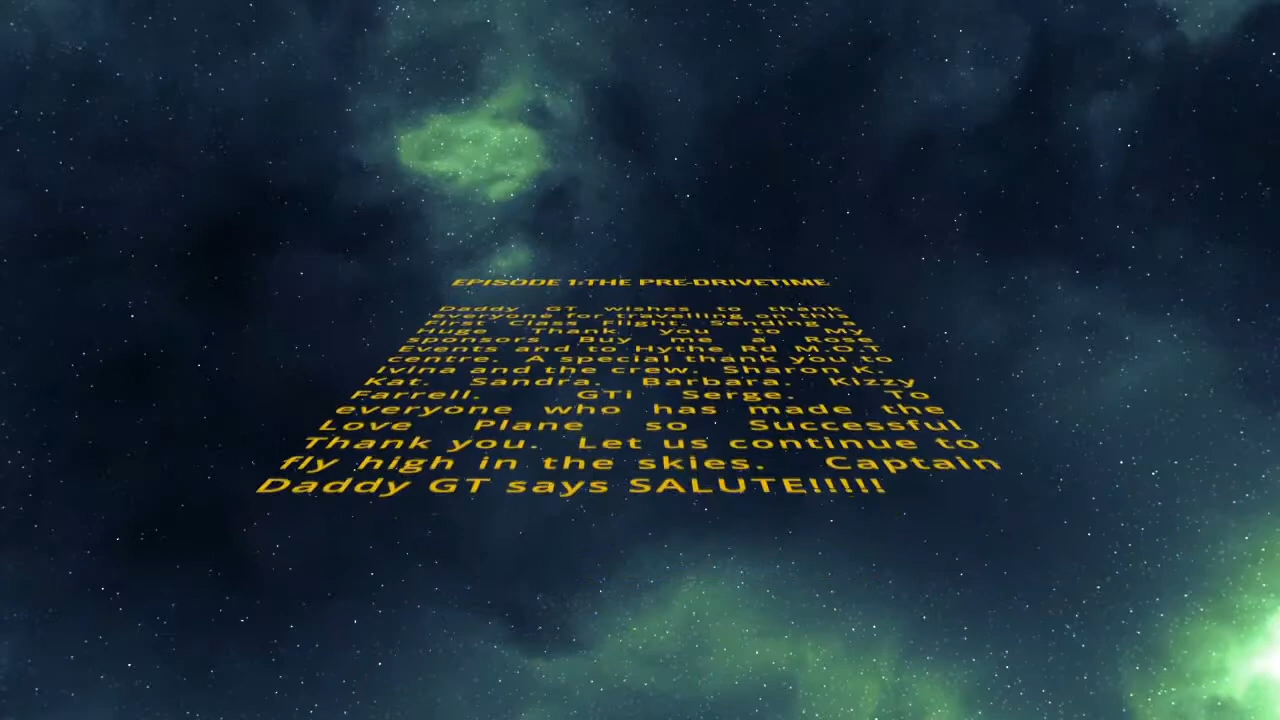 EPISODE 1:THE PRE-DRIVETIME
Daddy GT wishes to thank
everyone for travelling on this
First Class Flight. Sending a
huge Thank you to My
sponsors Buy me a Rose
Events and to Hythe Rd M.O.T
centre. A special thank you to
Ivina and the crew. Sharon K.
Kat. Sandra. Barbara. Kizzy
Farrell. GTi Serge. To
everyone who has made the
Love Plane so Successful
Thank you. Let us continue to
fly high in the skies. Captain
Daddy GT says SALUTE!!!!!